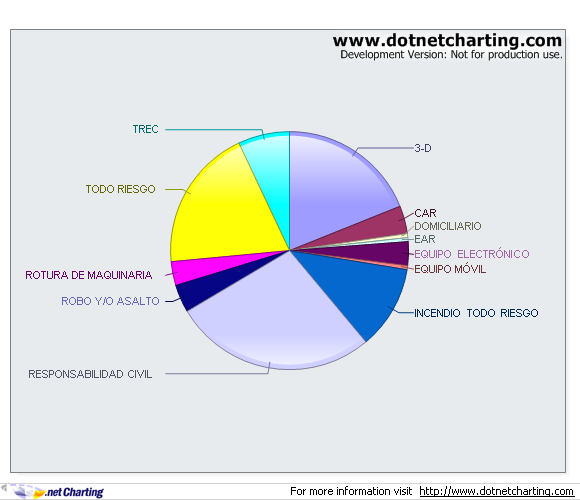 www.dotnetcharting.com
Development Version: Not for production use.
TREC
3-D
TODO RIESGO
CAR
DOMICILIARIO
EAR
EQUIPO ELECTRÓNICO
EQUIPO MÓVIL
ROTURA DE MAQUINARIA
ROBO Y/O ASALTO
INCENDIO TODO RIESGO
RESPONSABILIDAD CIVIL
.net Charting
For more information visit http://www.dotnetcharting.com